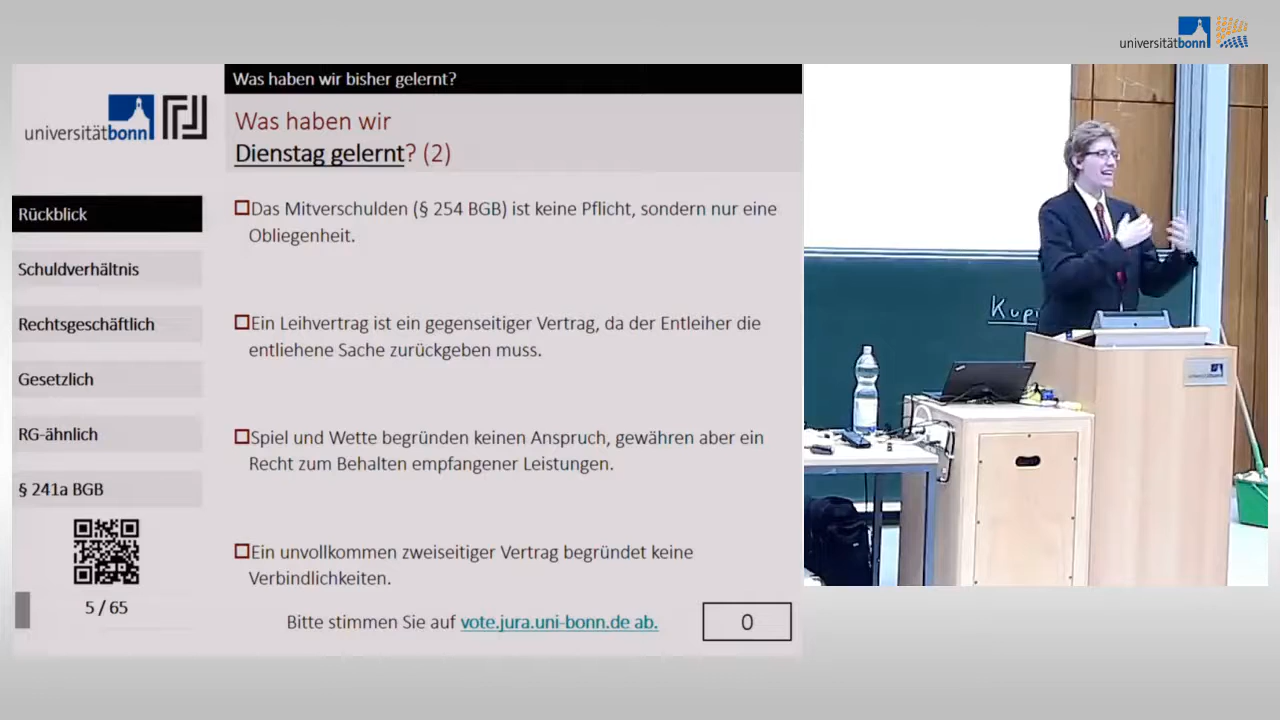 universitätbonn
Was haben wir bisher gelernt?
universitätbonn
Was haben wir
Dienstag gelernt? (2)
Rückblick
Schuldverhältnis
Rechtsgeschäftlich
Gesetzlich
RG-ähnlich
§ 241a BGB
5 / 65
Das Mitverschulden (§ 254 BGB) ist keine Pflicht, sondern nur eine
Obliegenheit.
Ein Leihvertrag ist ein gegenseitiger Vertrag, da der Entleiher die
entliehene Sache zurückgeben muss.
Spiel und Wette begründen keinen Anspruch, gewähren aber ein
Recht zum Behalten empfangener Leistungen.
Ein unvollkommen zweiseitiger Vertrag begründet keine
Verbindlichkeiten.
Bitte stimmen Sie auf vote.jura.uni-bonn.de ab.
0